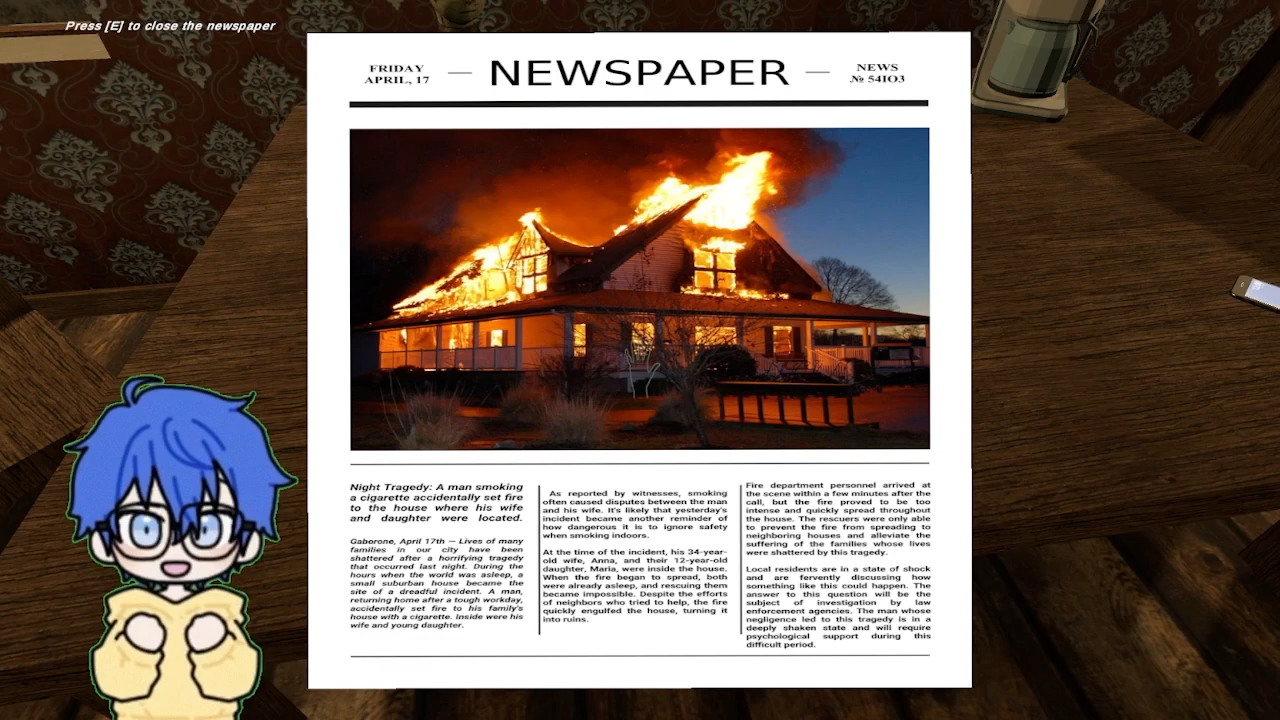 Press [E] to close the newspaper
FRIDAY
APRIL, 17
NEWSPAPER
NEWS
№ 54IO3
Night Tragedy: A man smoking
a cigarette accidentally set fire
to the house where his wife
and daughter were located.
Gaborone, April 17th — Lives of many
families in our city have been
shattered after a horrifying tragedy
that occurred last night. During the
hours when the world was asleep, a
small suburban house became the
site of a dreadful incident. A man,
returning home after a tough workday,
accidentally set fire to his family's
house with a cigarette. Inside were his
wife and young daughter.
As reported by witnesses, smoking
often caused disputes between the man
and his wife. It's likely that yesterday's
incident became another reminder of
how dangerous it is to ignore safety
when smoking indoors.
At the time of the incident, his 34-year-
old wife, Anna, and their 12-year-old
daughter, Maria, were inside the house.
When the fire began to spread, both
were already asleep, and rescuing them
became impossible. Despite the efforts
of neighbors who tried to help, the fire
quickly engulfed the house, turning it
into ruins.
Fire department personnel arrived at
the scene within a few minutes after the
call, but the fire proved to be too
intense and quickly spread throughout
the house. The rescuers were only able
to prevent the fire from spreading to
neighboring houses and alleviate the
suffering of the families whose lives
were shattered by this tragedy.
Local residents are in a state of shock
and are fervently discussing how
something like this could happen. The
answer to this question will be the
subject of investigation by law
enforcement agencies. The man whose
negligence led to this tragedy is in a
deeply shaken state and will require
psychological support during this
difficult period.